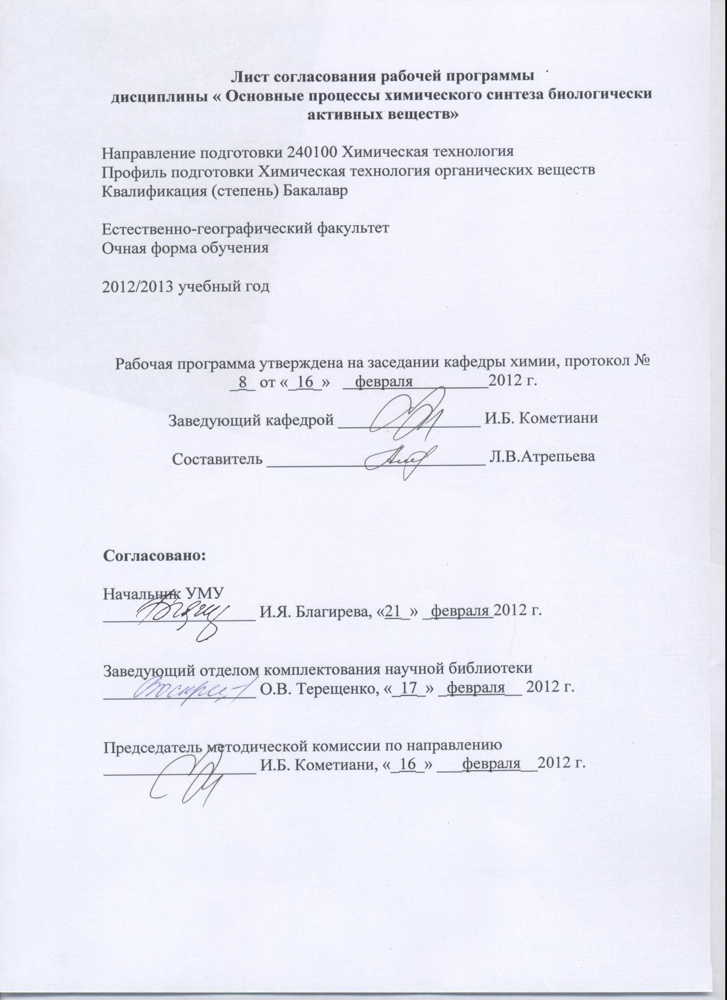 Лист согласования рабочей программы
дисциплины « Основные процессы химического синтеза биологически
активных веществ»
Направление подготовки 240100 Химическая технология
Профиль подготовки Химическая технология органических веществ
Квалификация (степень) Бакалавр
Естественно-географический факультет
Очная форма обучения
2012/2013 учебный год
Рабочая программа утверждена на заседании кафедры химии, протокол №
_8_ от «_16_» _февраля_________2012 г.
Заведующий кафедрой _________________ И.Б. Кометиани
Составитель __________________________ Л.В.Атрепьева
Согласовано:
Начальник УМУ
__________________ И.Я. Благирева, «21_» _февраля 2012 г.
Заведующий отделом комплектования научной библиотеки
__________________ О.В. Терещенко, «_17_» _февраля__ 2012 г.
Председатель методической комиссии по направлению
__________________ И.Б. Кометиани, «_16_» ___февраля__2012 г.